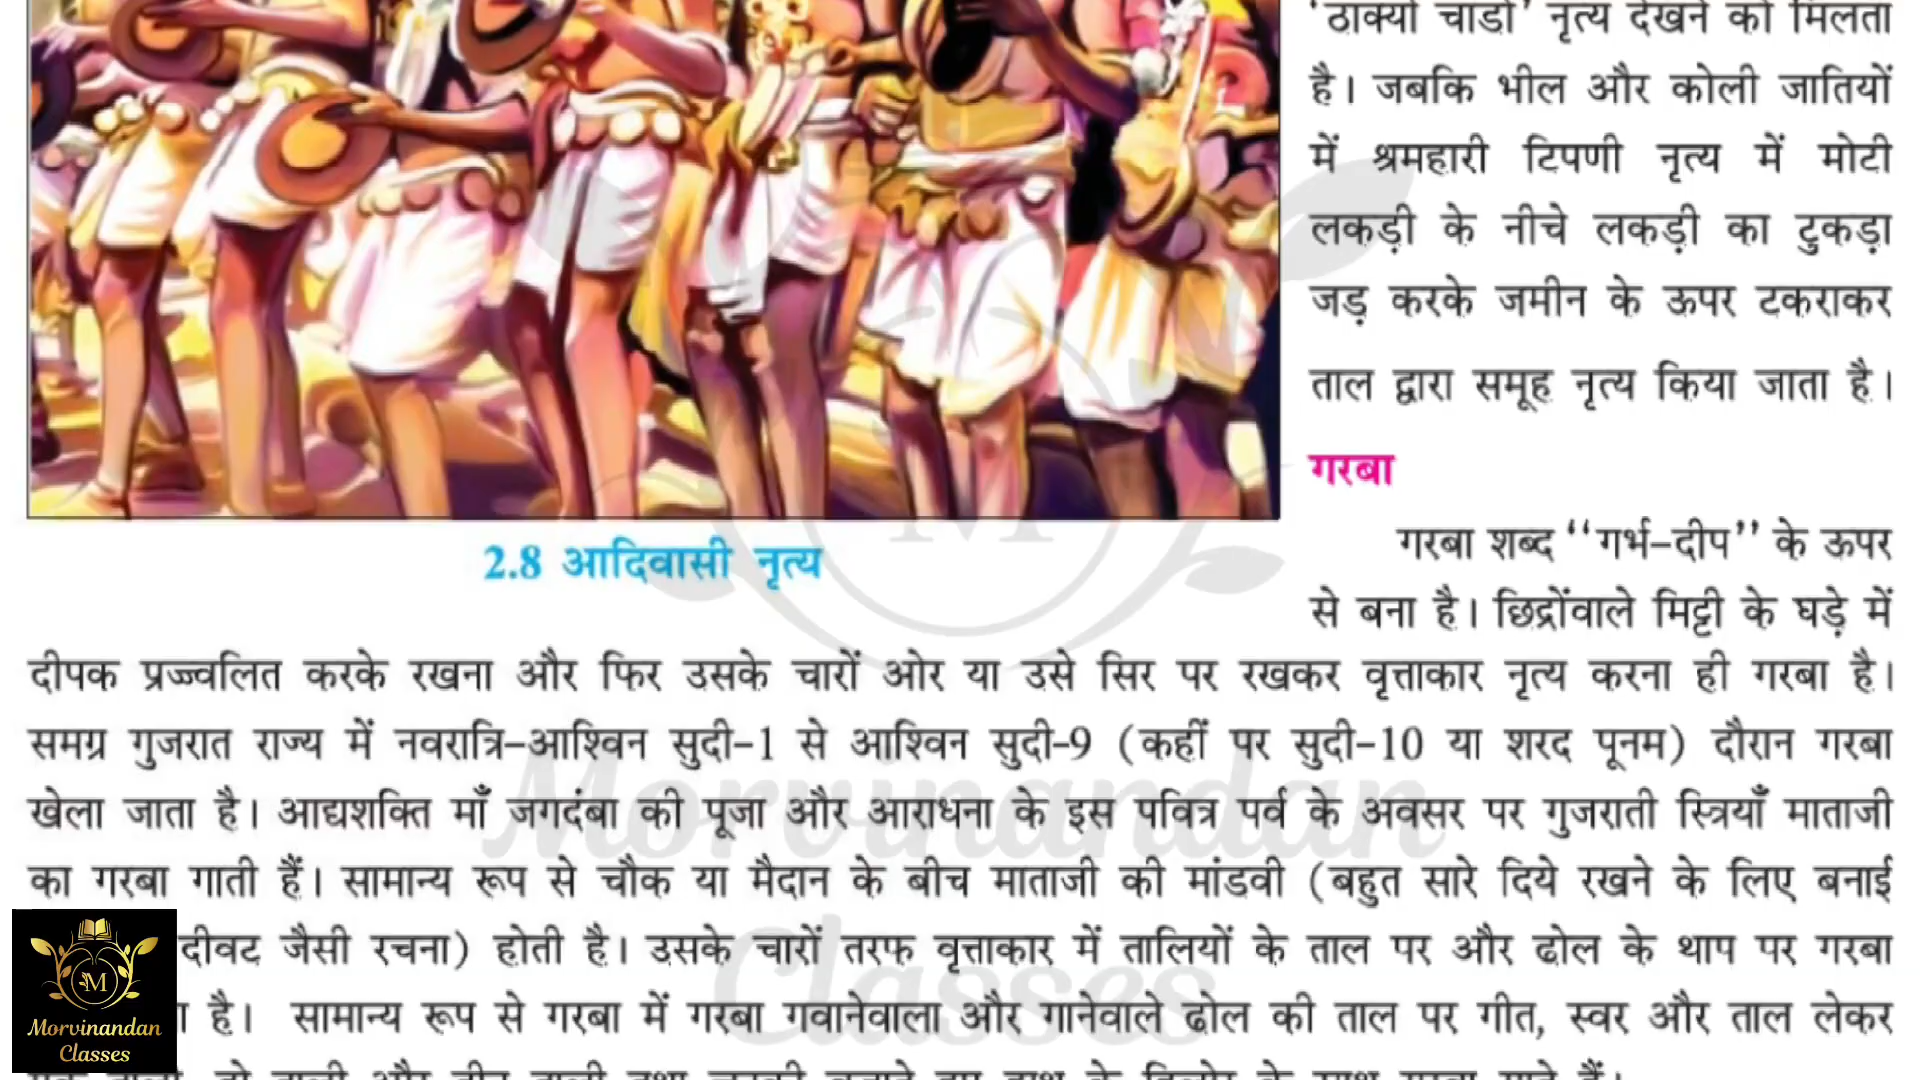 ‘ठाक्यो चाडो’ नृत्य देखने को मिलता
है। जबकि भील और कोली जातियों
में श्रमहारी टिपणी नृत्य में मोटी
लकड़ी के नीचे लकड़ी का टुकड़ा
जड़ करके जमीन के ऊपर टकराकर
ताल द्वारा समूह नृत्य किया जाता है।
गरबा
गरबा शब्द ‘‘गर्भ-दीप’’ के ऊपर
2.8 आदिवासी नृत्य
से बना है। छिद्रोंवाले मिट्टी के घड़े में
दीपक प्रज्ज्वलित करके रखना और फिर उसके चारों ओर या उसे सिर पर रखकर वृत्ताकार नृत्य करना ही गरबा है।
समग्र गुजरात राज्य में नवरात्रि-आश्विन सुदी-1 से आश्विन सुदी-9 (कहीं पर सुदी-10 या शरद पूनम) दौरान गरबा
खेला जाता है। आद्यशक्ति माँ जगदंबा की पूजा और आराधना के इस पवित्र पर्व के अवसर पर गुजराती स्त्रियाँ माताजी
का गरबा गाती हैं। सामान्य रूप से चौक या मैदान के बीच माताजी की मांडवी (बहुत सारे दिये रखने के लिए बनाई
दीवट जैसी रचना) होती है। उसके चारों तरफ वृत्ताकार में तालियों के ताल पर और ढोल के थाप पर गरबा
है। सामान्य रूप से गरबा में गरबा गवानेवाला और गानेवाले ढोल की ताल पर गीत, स्वर और ताल लेकर
Morvinandan
Classes
M
Morvinandan
Classes